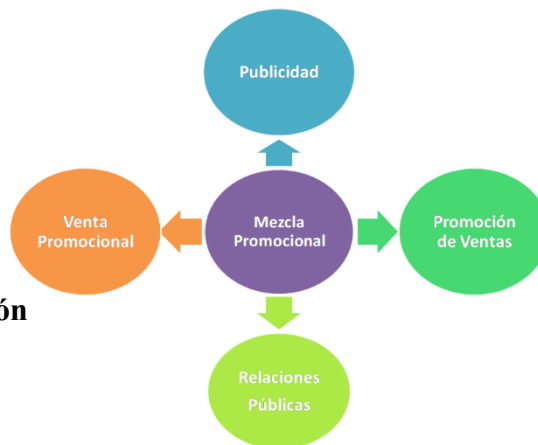 Publicidad
Venta
Promocional
Mezcla
Promocional
Promoción
de Ventas
ón
Relaciones
Públicas